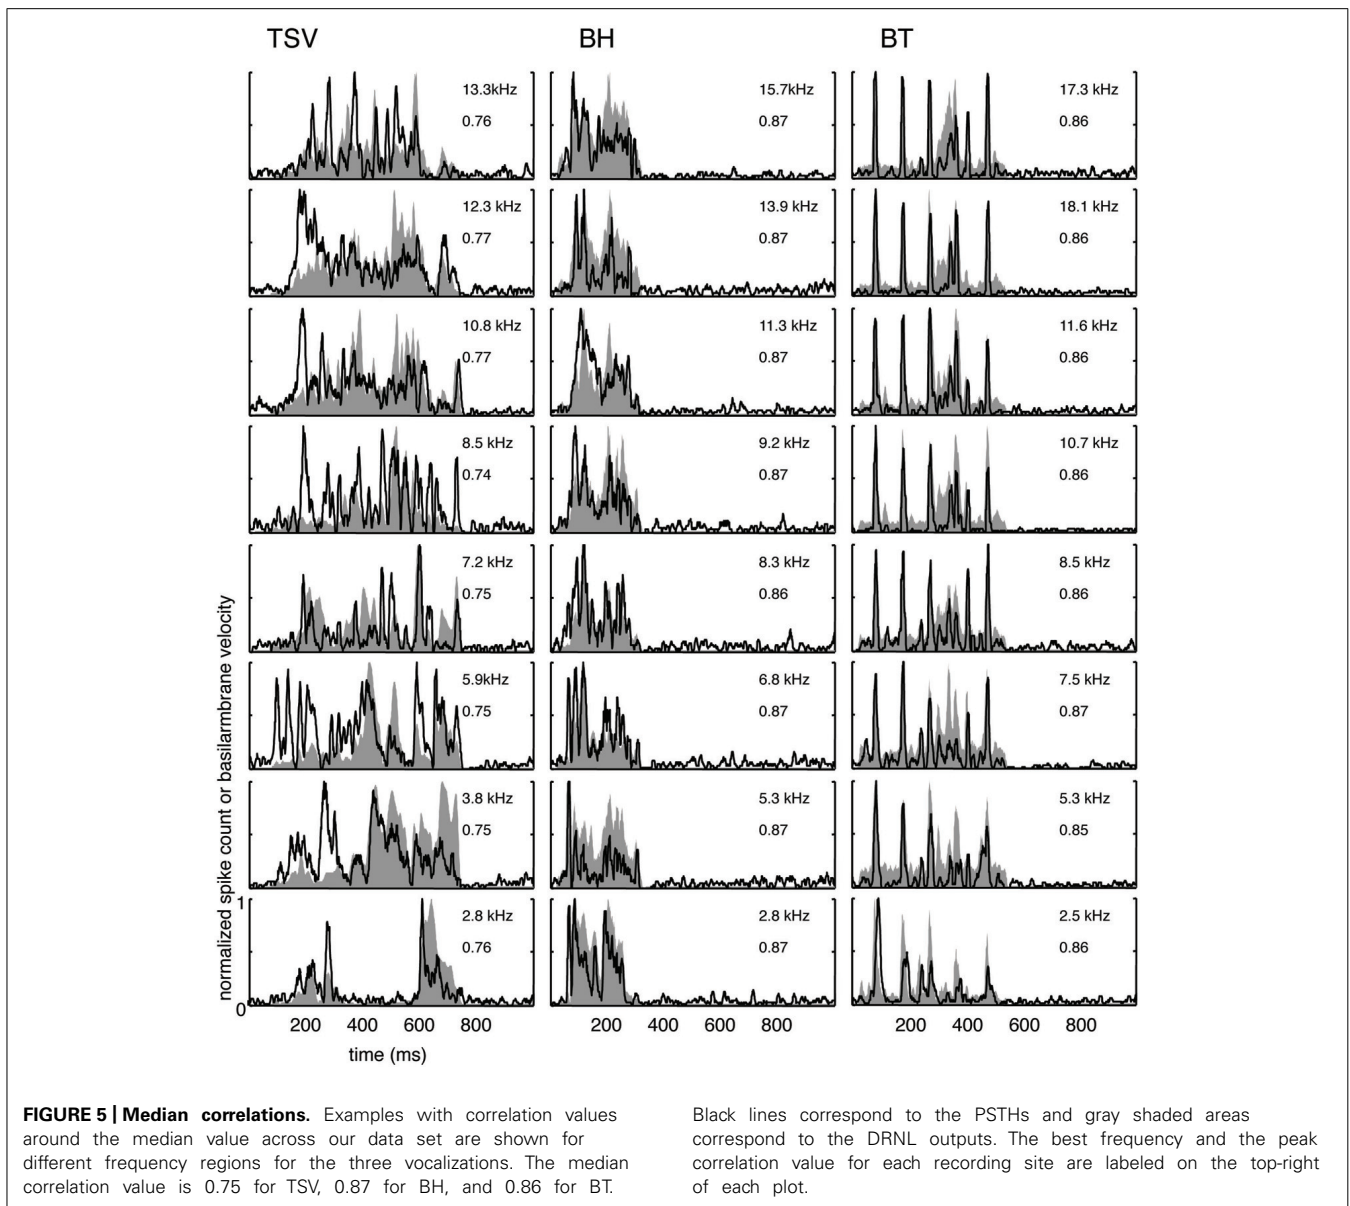 TSV
BH
BT
13.3kHz
0.76
15.7kHz
0.87
17.3 kHz
0.86
12.3 kHz
0.77
13.9 kHz
0.87
18.1 kHz
0.86
10.8 kHz
0.77
11.3 kHz
0.87
11.6 kHz
0.86
8.5 kHz
0.74
9.2 kHz
0.87
10.7 kHz
0.86
7.2 kHz
0.75
8.3 kHz
0.86
8.5 kHz
0.86
5.9kHz
0.75
6.8 kHz
0.87
7.5 kHz
0.87
3.8 kHz
0.75
5.3 kHz
0.87
5.3 kHz
0.85
2.8 kHz
0.76
2.8 kHz
0.87
2.5 kHz
0.86
normalized spike count or basilarmbrane velocity
1
0
200 400 600 800
200 400 600 800
200 400 600 800
time (ms)
FIGURE 5 | Median correlations. Examples with correlation values
around the median value across our data set are shown for
different frequency regions for the three vocalizations. The median
correlation value is 0.75 for TSV, 0.87 for BH, and 0.86 for BT.
Black lines correspond to the PSTHs and gray shaded areas
correspond to the DRNL outputs. The best frequency and the peak
correlation value for each recording site are labeled on the top-right
of each plot.